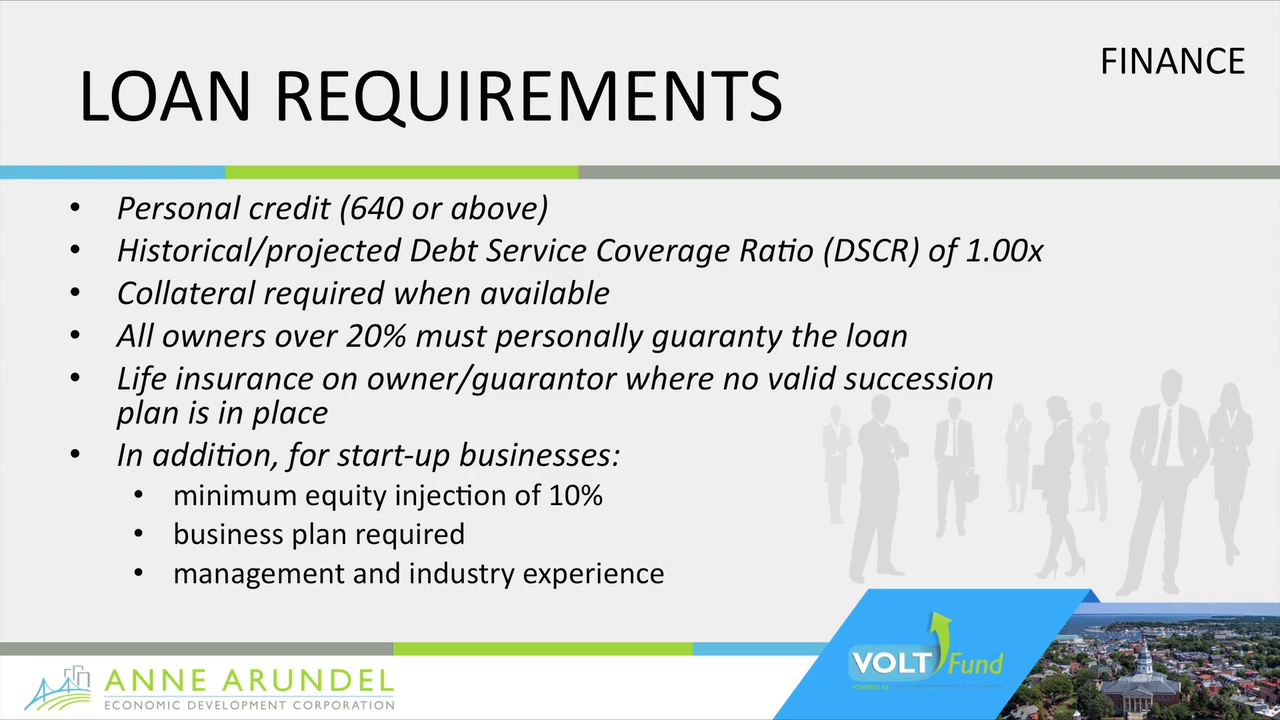 FINANCE
LOAN REQUIREMENTS
• Personal credit (640 or above)
• Historical/projected Debt Service Coverage Ratio (DSCR) of 1.00x
• Collateral required when available
• All owners over 20% must personally guaranty the loan
• Life insurance on owner/guarantor where no valid succession
plan is in place
• In addition, for start-up businesses:
• minimum equity injection of 10%
• business plan required
• management and industry experience
VOLT Fund
POWERED BY
ANNE ARUNDEL
ECONOMIC DEVELOPMENT CORPORATION